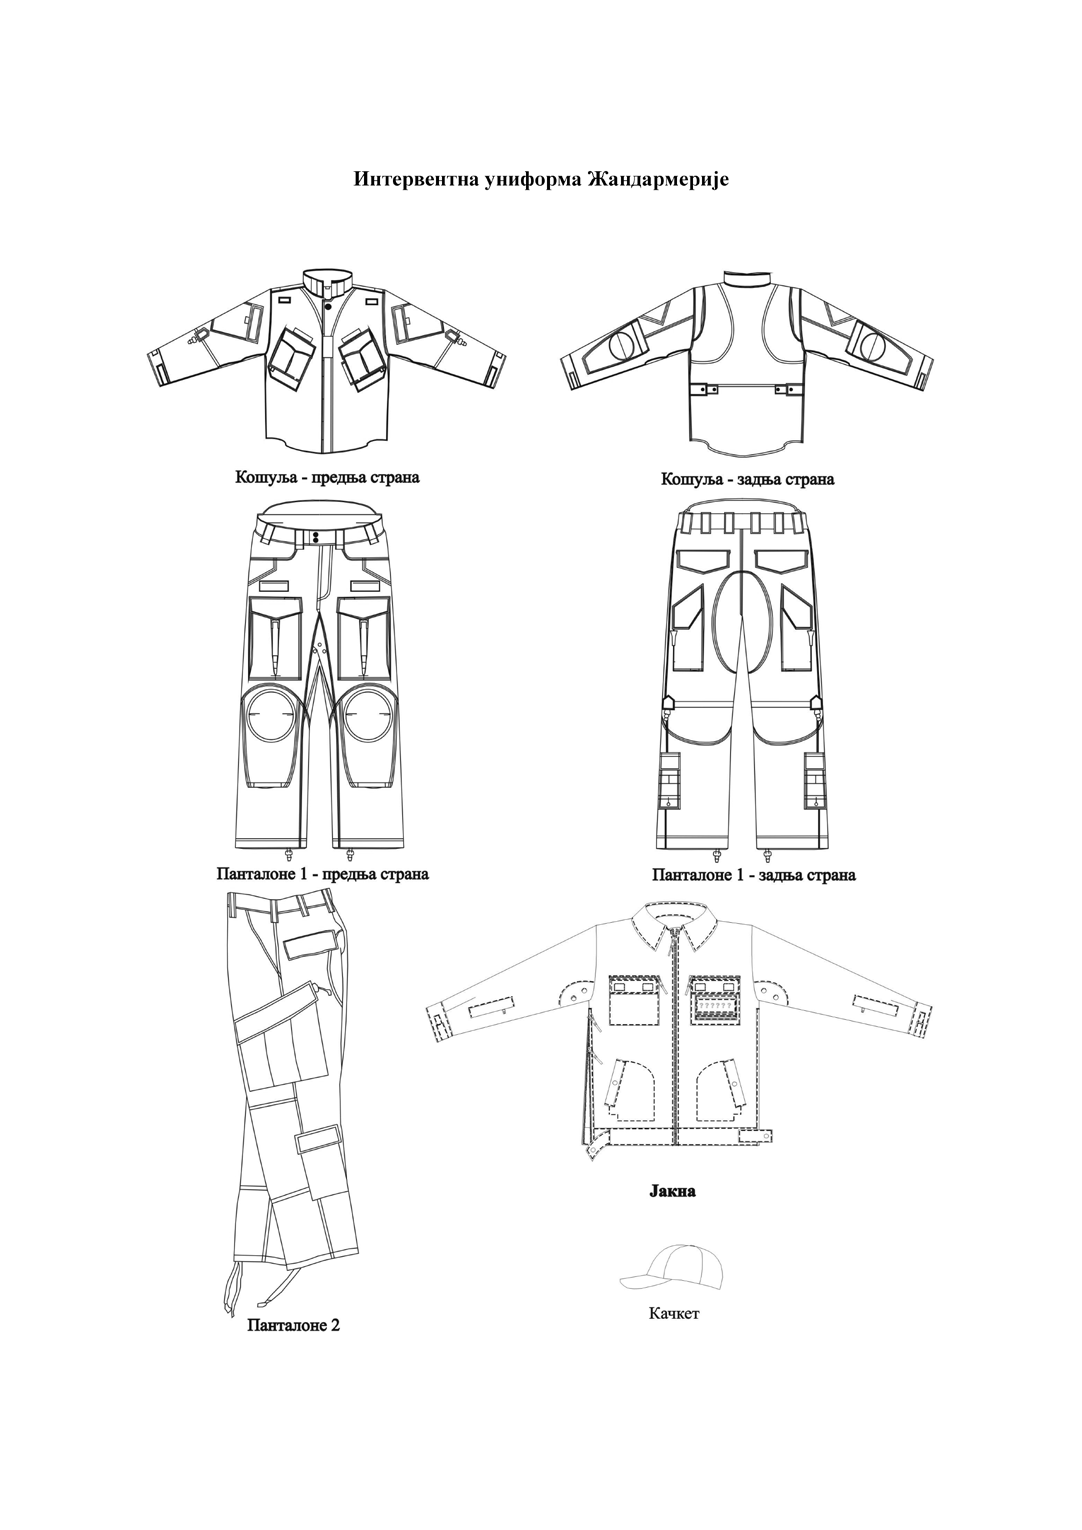 Интервентна униформа Жандармерије
Кошуља - предња страна
Кошуља - задња страна
Панталоне 1 - предња страна
Панталоне 1 - задња страна
Јакна
Качкет
Панталоне 2